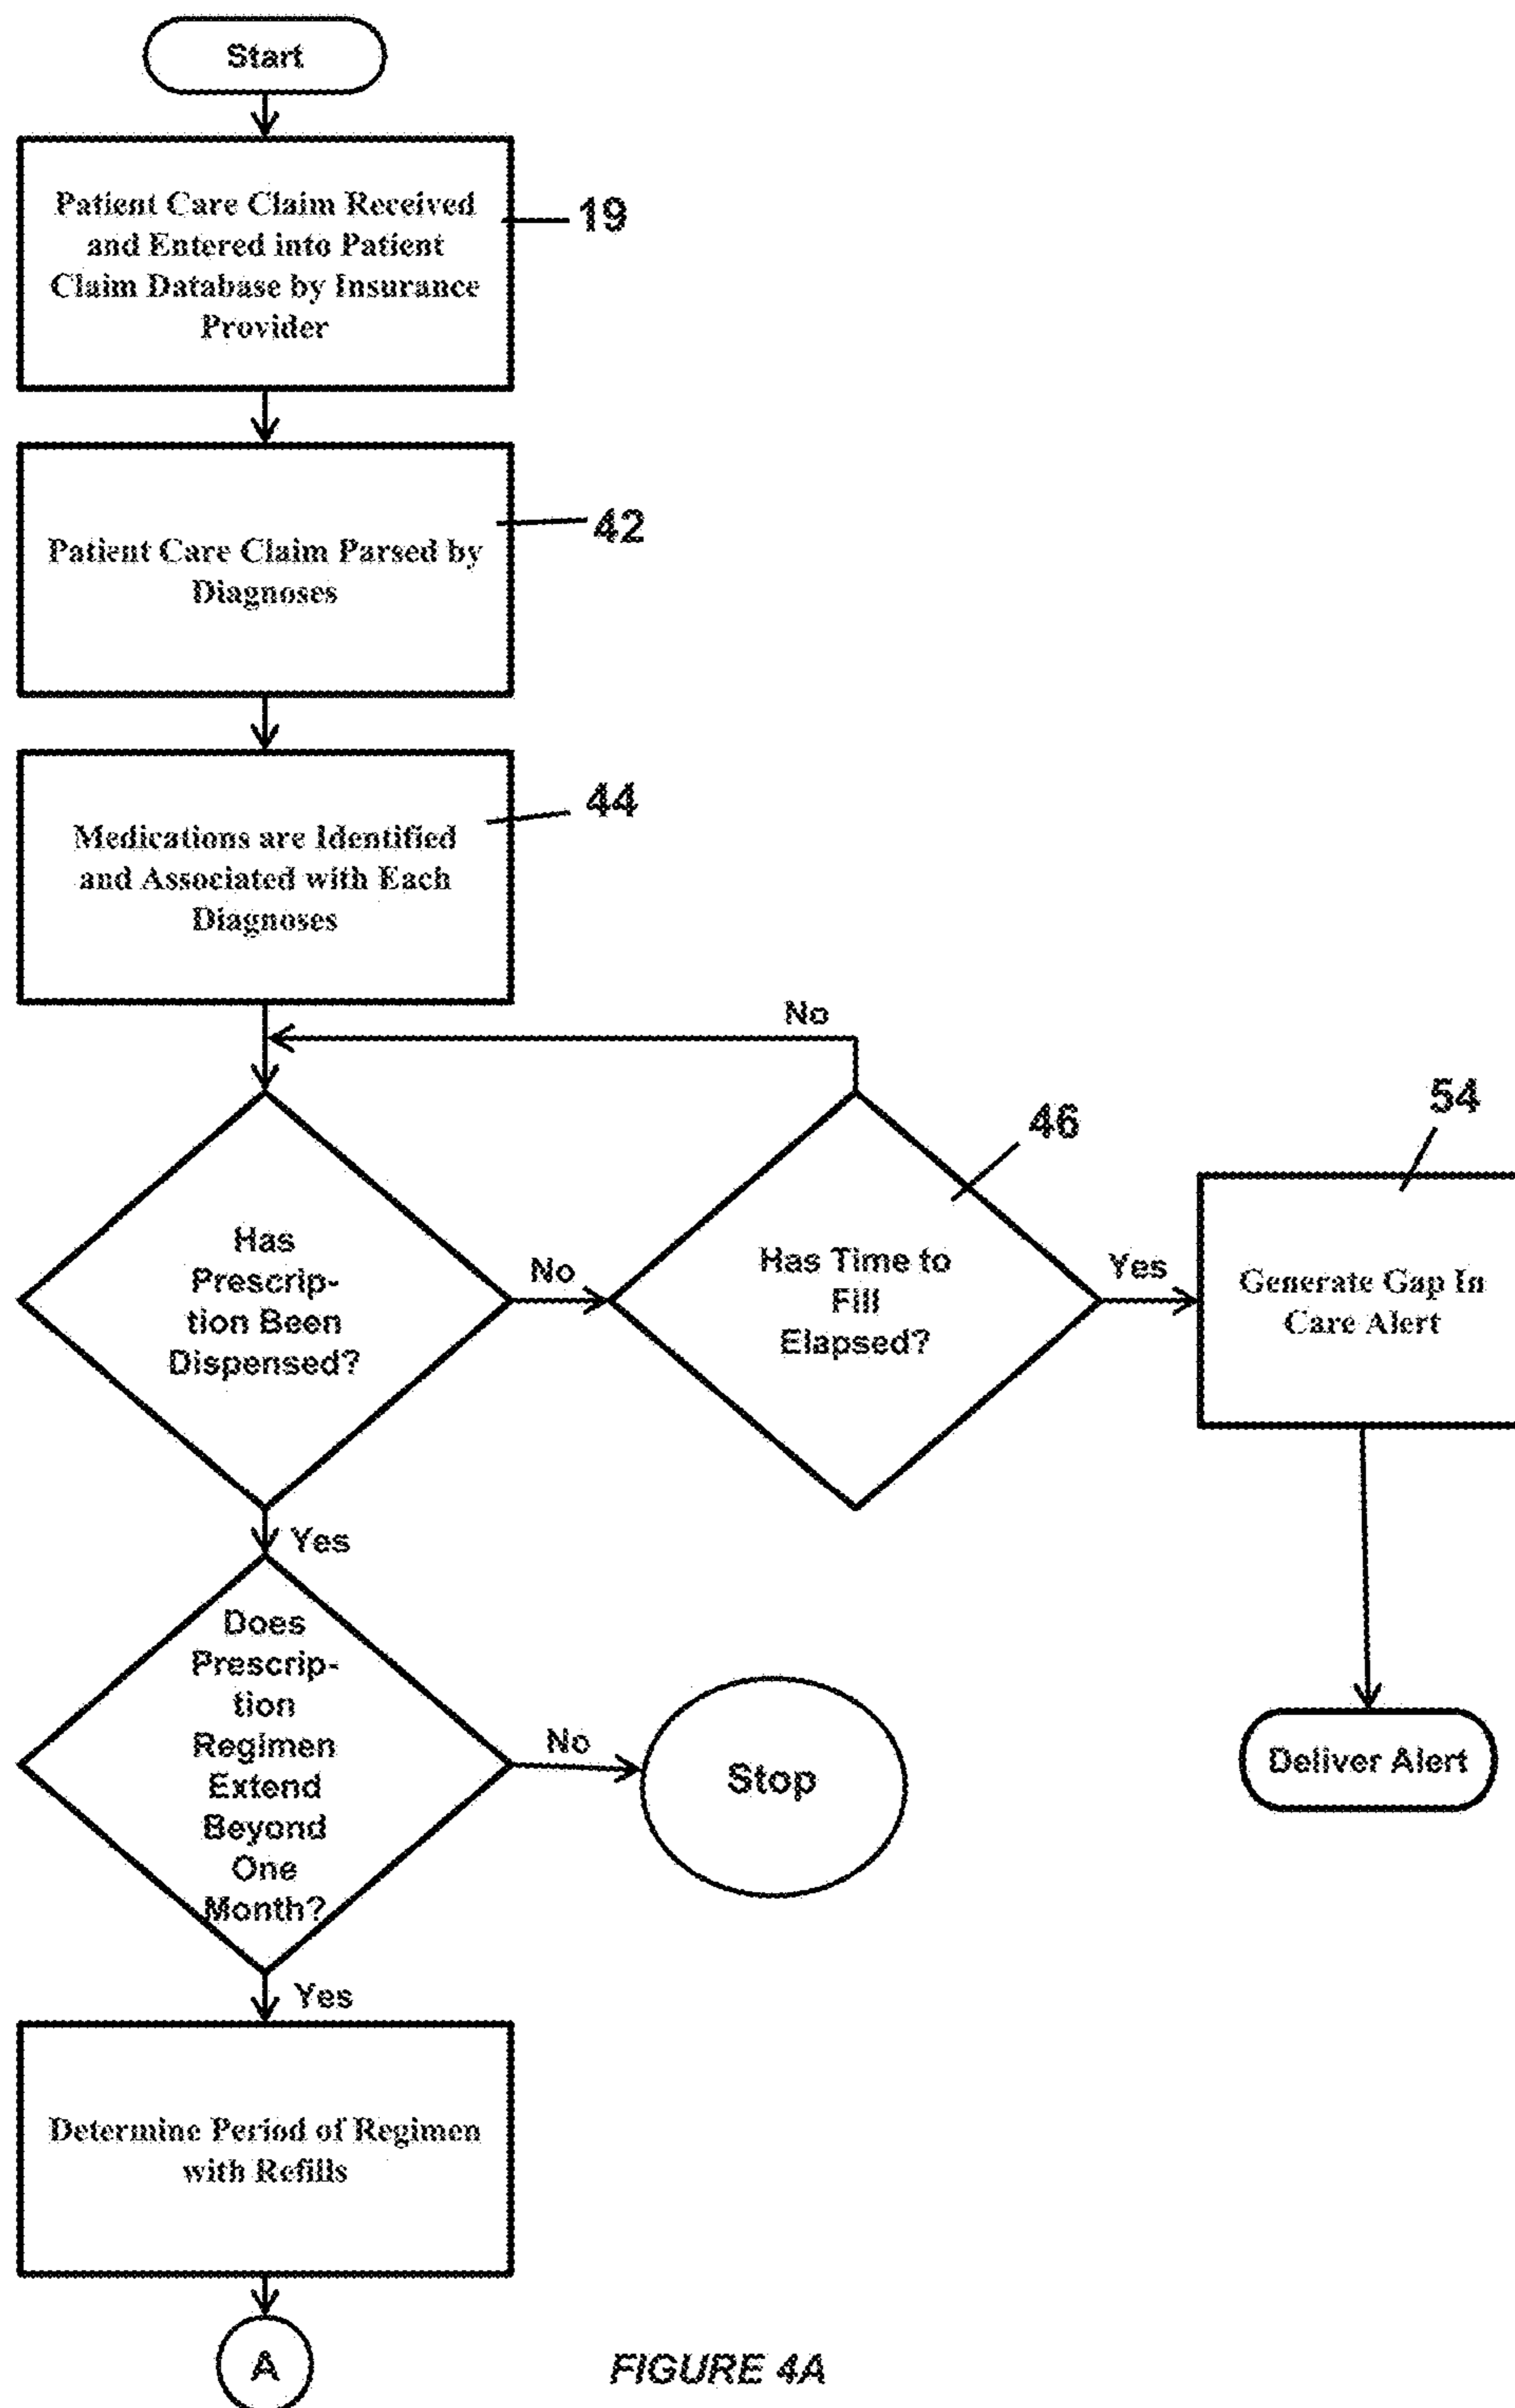 Start
Patient Care Claim Received
and Entered into Patient
Claim Database by Insurance
Provider
19
Patient Care Claim Parsed by
Diagnoses
42
Medications are Identified
and Associated with Each
Diagnoses
44
No
Has
Prescrip-
tion Been
Dispensed?
No
Has Time to
Fill
Elapsed?
46
Yes
Generate Gap In
Care Alert
54
Yes
Does
Prescrip-
tion
Regimen
Extend
Beyond
One
Month?
No
Stop
Deliver Alert
Yes
Determine Period of Regimen
with Refills
A
FIGURE 4A